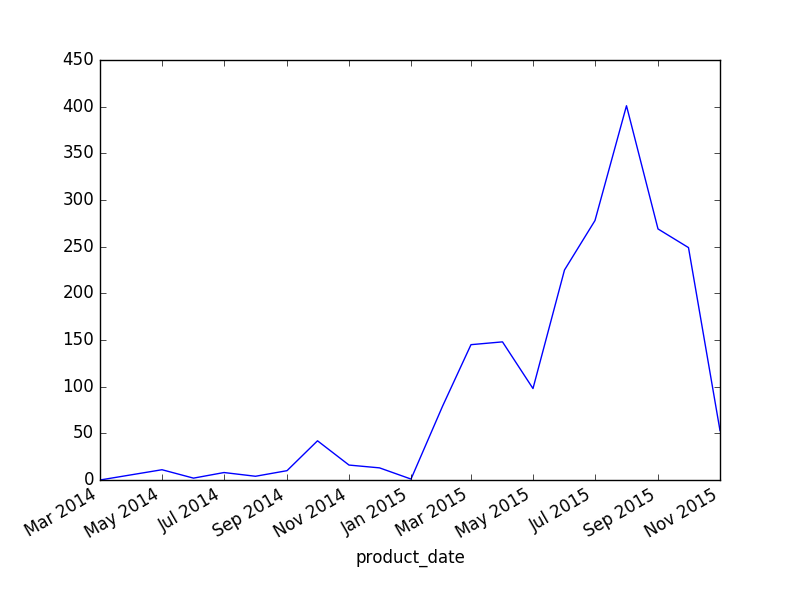 450
400
350
300
250
200
150
100
50
0
Mar 2014
May 2014
Jul 2014
Sep 2014
Nov 2014
Jan 2015
Mar 2015
May 2015
Jul 2015
Sep 2015
Nov 2015
product_date